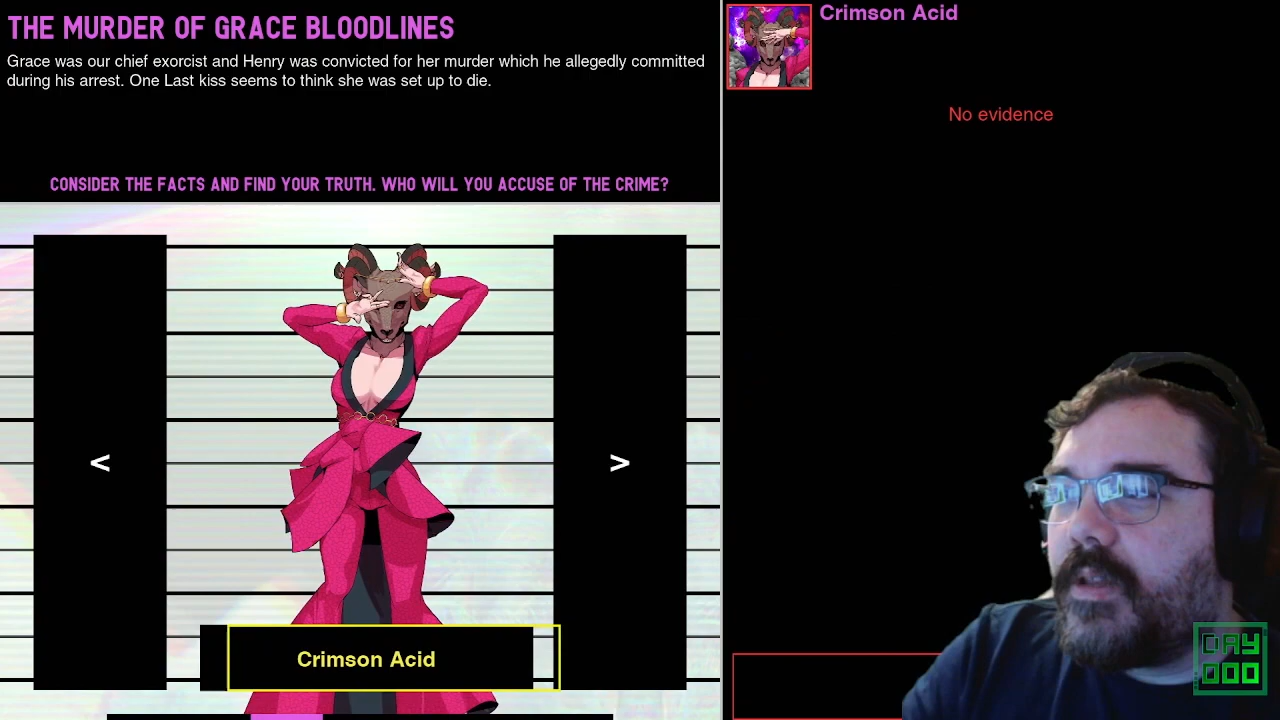 THE MURDER OF GRACE BLOODLINES
Grace was our chief exorcist and Henry was convicted for her murder which he allegedly committed
during his arrest. One Last kiss seems to think she was set up to die.
CONSIDER THE FACTS AND FIND YOUR TRUTH. WHO WILL YOU ACCUSE OF THE CRIME?
<
>
Crimson Acid
Crimson Acid
No evidence
DAY
000